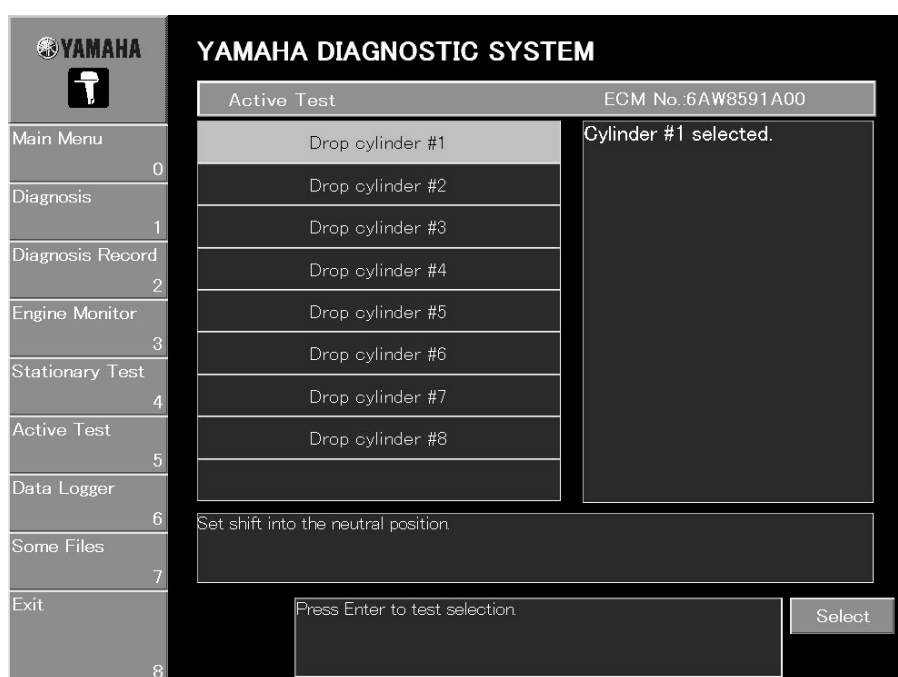 YAMAHA
YAMAHA DIAGNOSTIC SYSTEM
Active Test
ECM No.:6AW8591A00
Main Menu
0
Diagnosis
1
Diagnosis Record
2
Engine Monitor
3
Stationary Test
4
Active Test
5
Data Logger
6
Some Files
7
Exit
8
Drop cylinder #1
Drop cylinder #2
Drop cylinder #3
Drop cylinder #4
Drop cylinder #5
Drop cylinder #6
Drop cylinder #7
Drop cylinder #8
Cylinder #1 selected.
Set shift into the neutral position.
Press Enter to test selection.
Select